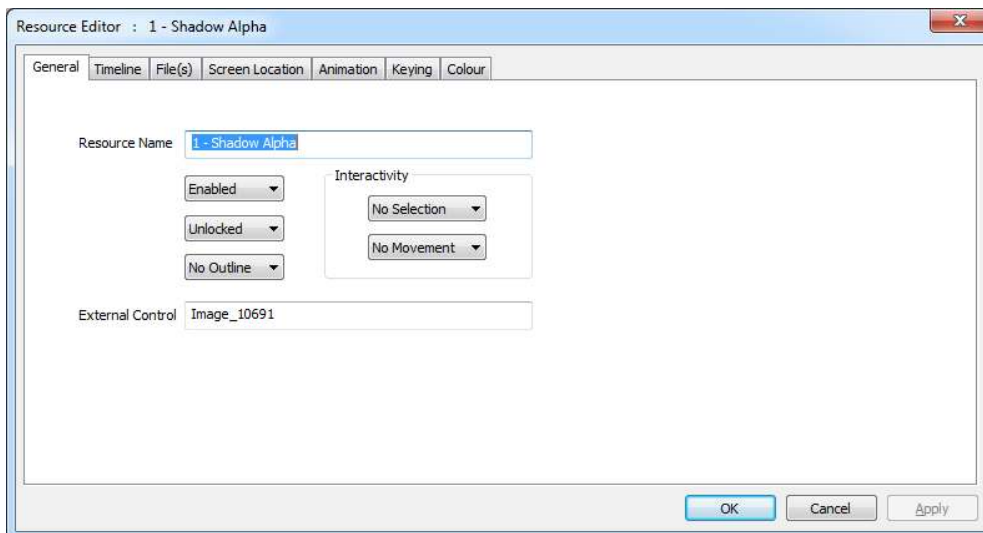 Resource Editor : 1 - Shadow Alpha
General Timeline File(s) Screen Location Animation Keying Colour
Resource Name 1 - Shadow Alpha
Interactivity
Enabled
No Selection
Unlocked
No Movement
No Outline
External Control Image_10691
OK Cancel Apply